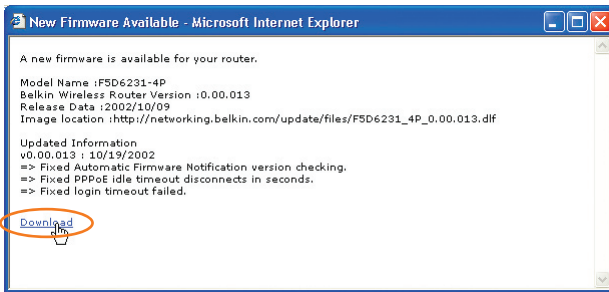 New Firmware Available - Microsoft Internet Explorer
A new firmware is available for your router.
Model Name :F5D6231-4P
Belkin Wireless Router Version :0.00.013
Release Data :2002/10/09
Image location :http://networking.belkin.com/update/files/F5D6231_4P_0.00.013.dlf
Updated Information
v0.00.013 : 10/19/2002
=> Fixed Automatic Firmware Notification version checking.
=> Fixed PPPoE idle timeout disconnects in seconds.
=> Fixed login timeout failed.
Download